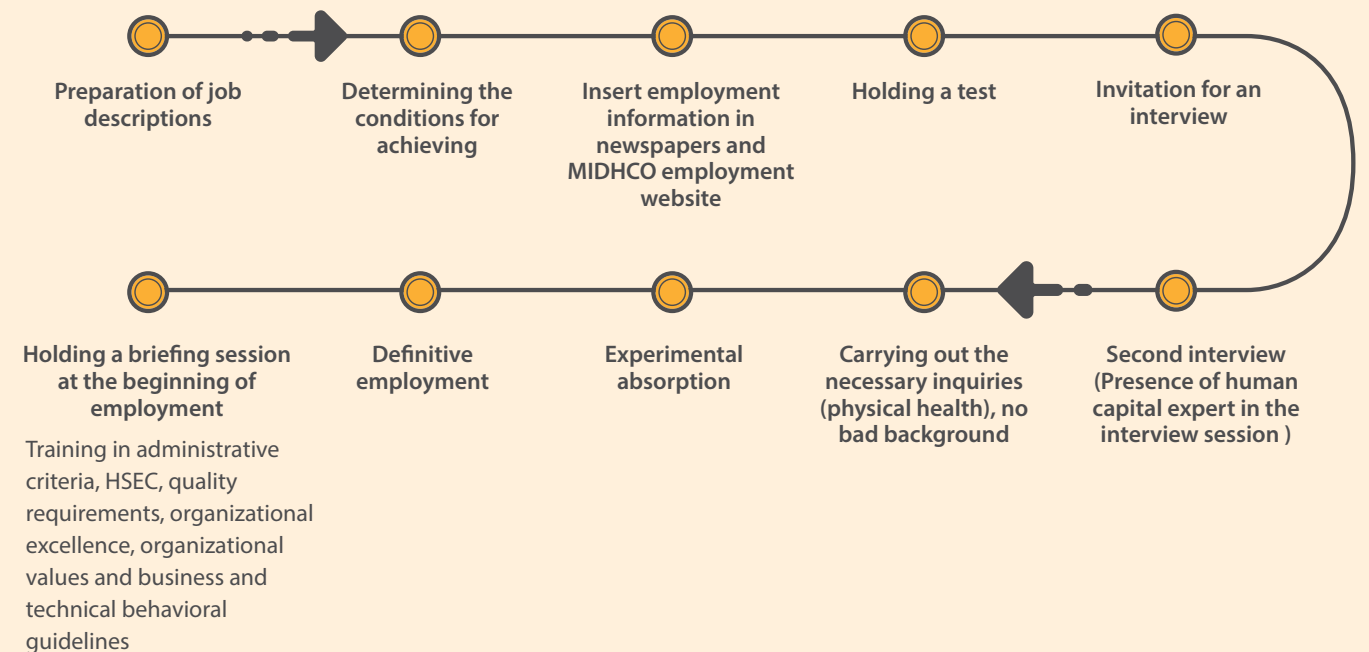 Preparation of job
descriptions
Determining the
conditions for
achieving
Insert employment
information in
newspapers and
MIDHCO employment
website
Holding a test
Invitation for an
interview
Second interview
(Presence of human
capital expert in the
interview session )
Carrying out the
necessary inquiries
(physical health), no
bad background
Experimental
absorption
Definitive
employment
Holding a briefing session
at the beginning of
employment
Training in administrative
criteria, HSEC, quality
requirements, organizational
excellence, organizational
values and business and
technical behavioral
guidelines